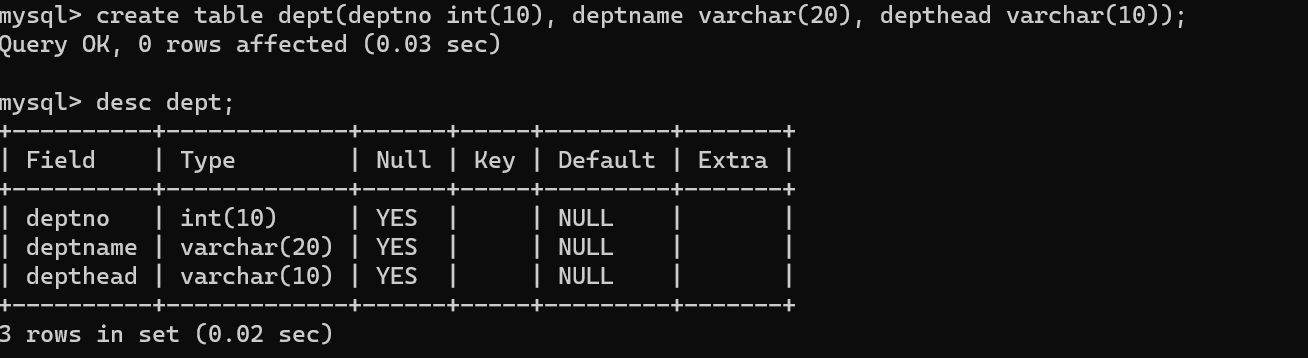 mysql> create table dept(deptno int(10), deptname varchar(20), depthead varchar(10));
Query OK, 0 rows affected (0.03 sec)

mysql> desc dept;
+----------+-------------+------+-----+---------+-------+
| Field    | Type        | Null | Key | Default | Extra |
+----------+-------------+------+-----+---------+-------+
| deptno   | int(10)     | YES  |     | NULL    |       |
| deptname | varchar(20) | YES  |     | NULL    |       |
| depthead | varchar(10) | YES  |     | NULL    |       |
+----------+-------------+------+-----+---------+-------+
3 rows in set (0.02 sec)